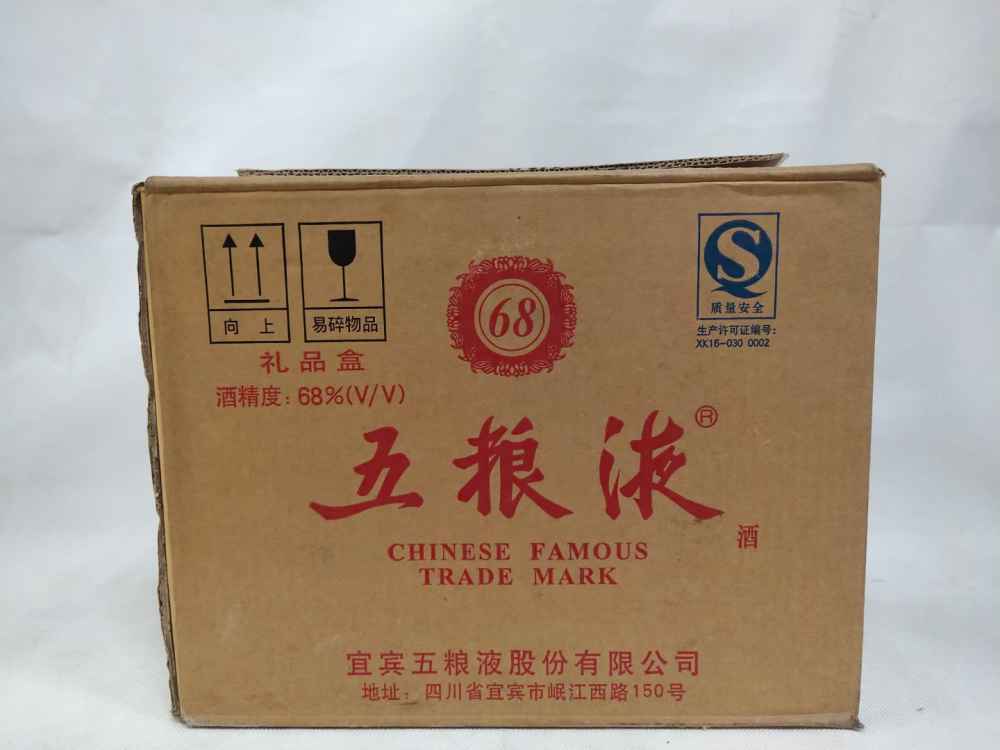 向 上
易碎物品
礼品盒
酒精度：68%(V/V)
68
质量安全
生产许可证编号：
XK16-030 0002
五粮液®
酒
CHINESE FAMOUS
TRADE MARK
宜宾五粮液股份有限公司
地址：四川省宜宾市岷江西路150号